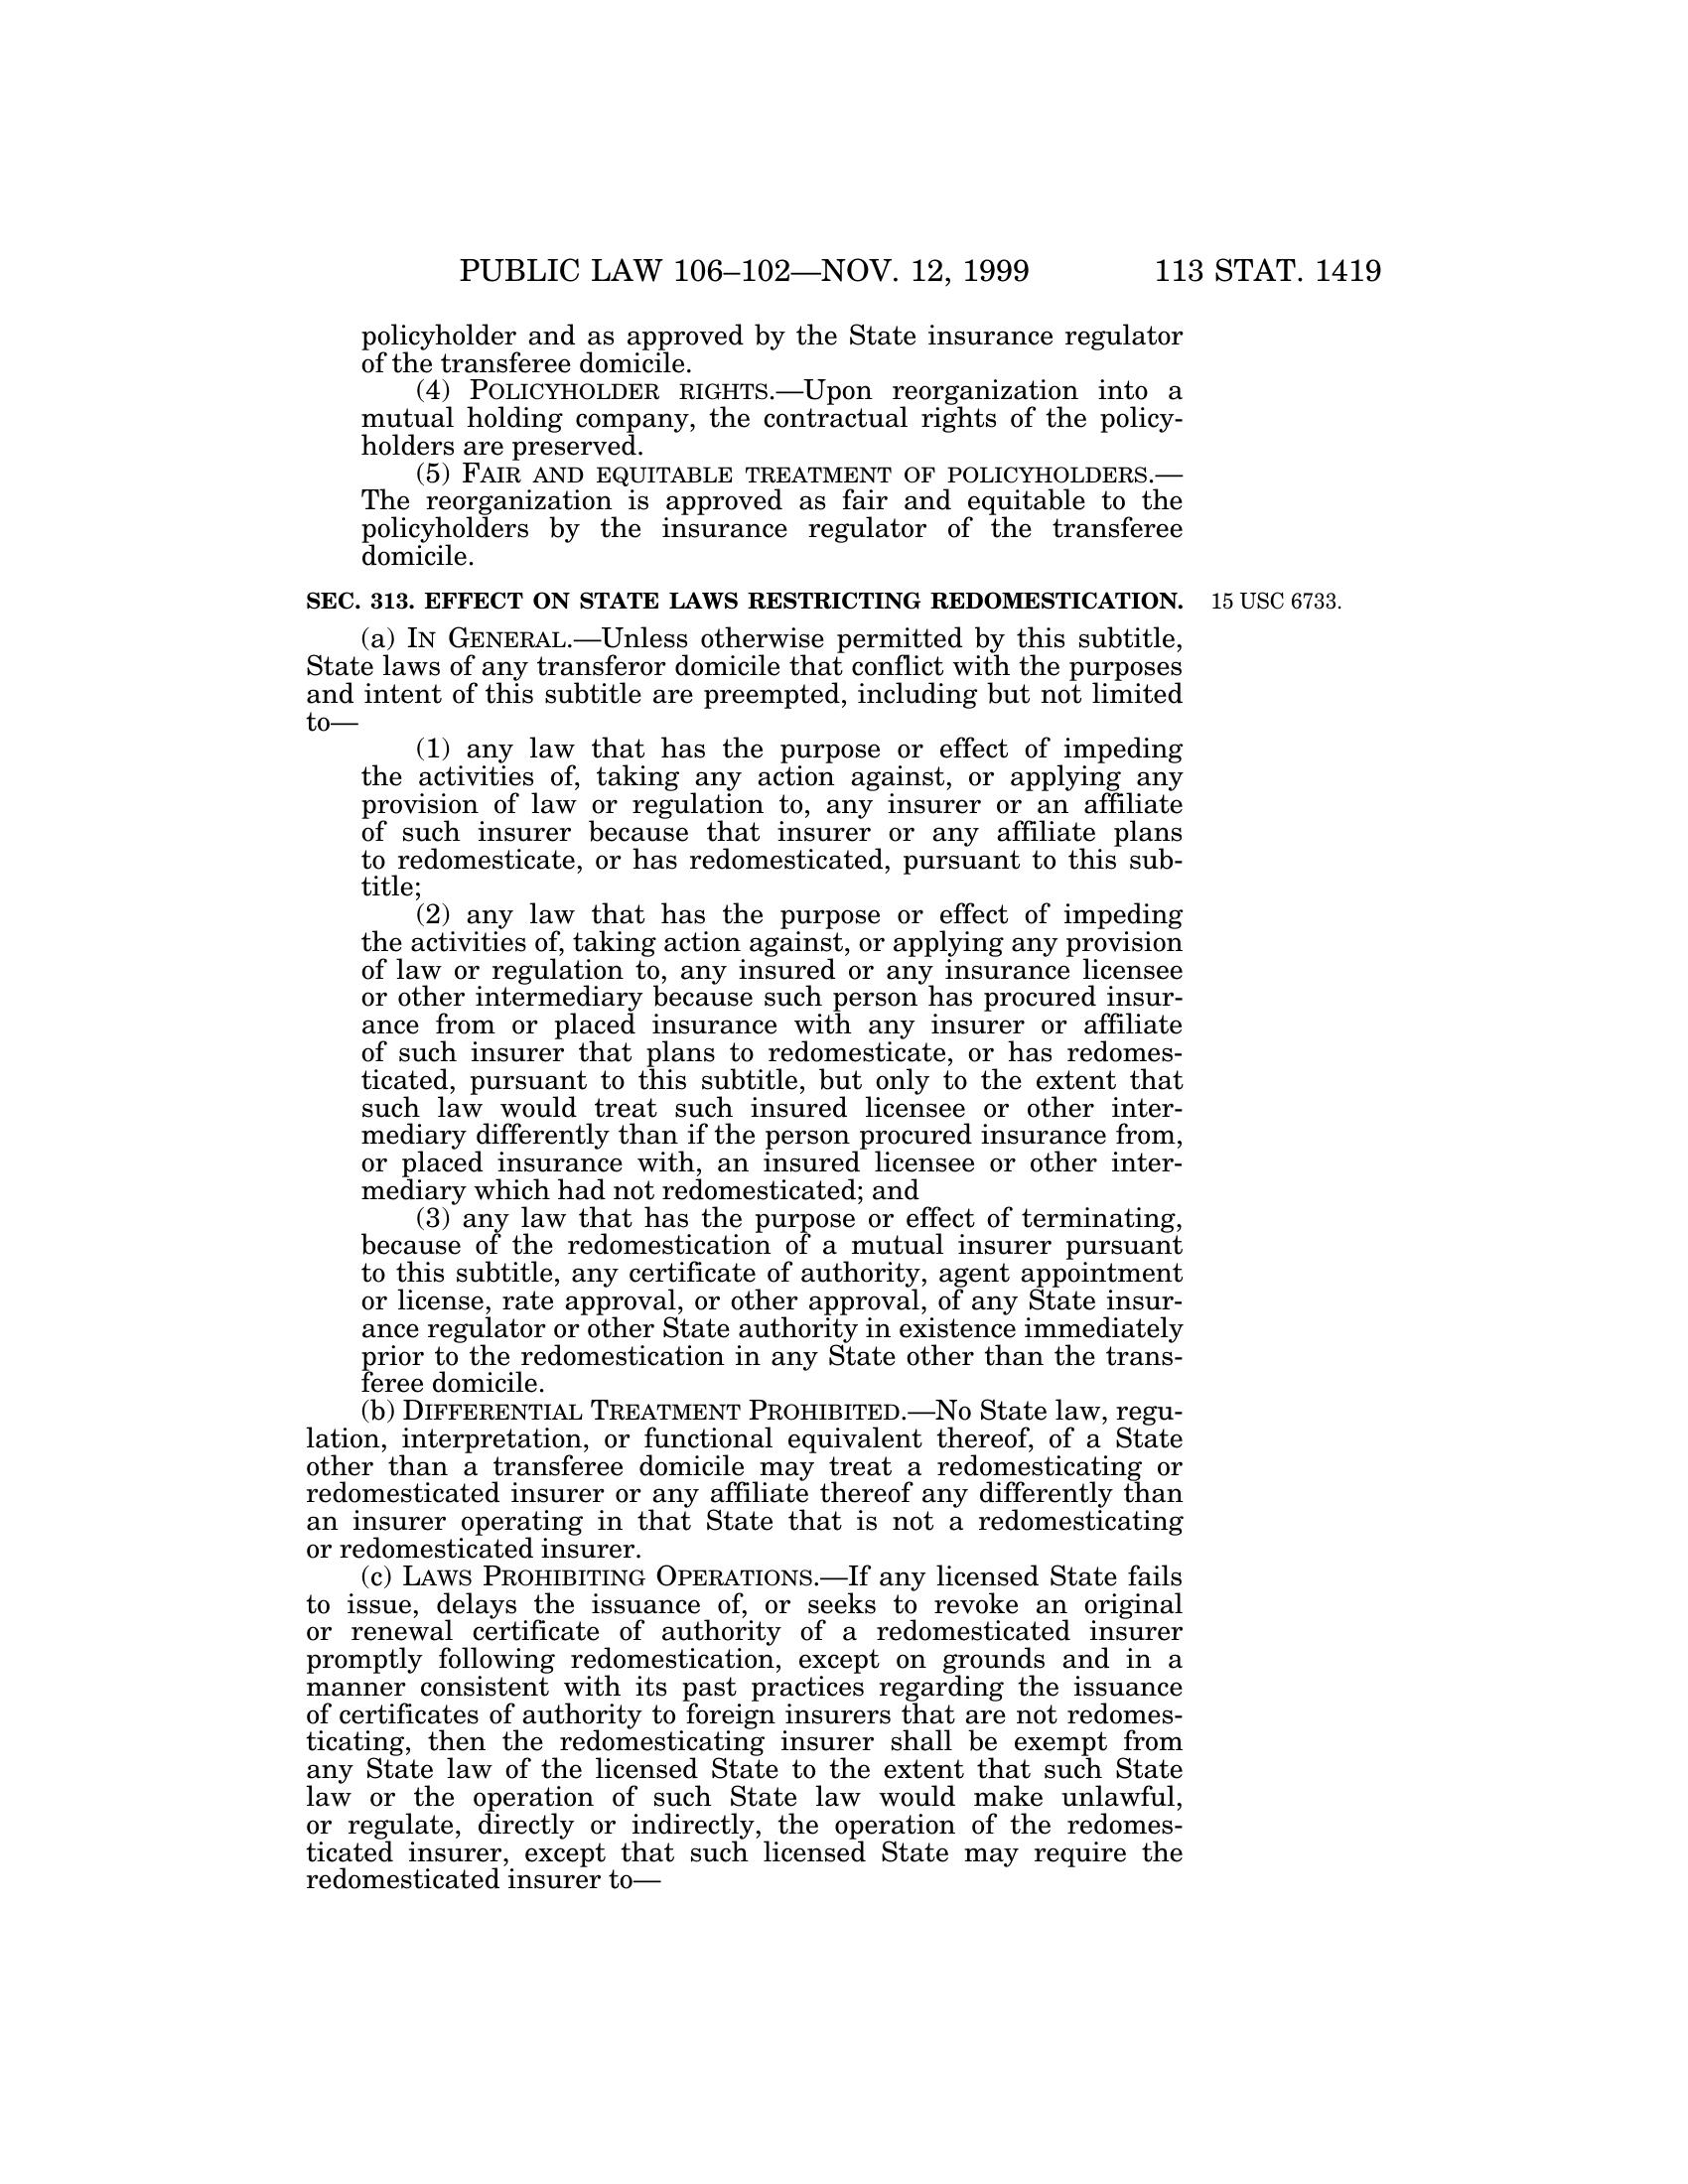 PUBLIC LAW 106–102—NOV. 12, 1999 113 STAT. 1419
policyholder and as approved by the State insurance regulator
of the transferee domicile.
(4) POLICYHOLDER RIGHTS.—Upon reorganization into a
mutual holding company, the contractual rights of the policy-
holders are preserved.
(5) FAIR AND EQUITABLE TREATMENT OF POLICYHOLDERS.—
The reorganization is approved as fair and equitable to the
policyholders by the insurance regulator of the transferee
domicile.
SEC. 313. EFFECT ON STATE LAWS RESTRICTING REDOMESTICATION. 15 USC 6733.
(a) IN GENERAL.—Unless otherwise permitted by this subtitle,
State laws of any transferor domicile that conflict with the purposes
and intent of this subtitle are preempted, including but not limited
to—
(1) any law that has the purpose or effect of impeding
the activities of, taking any action against, or applying any
provision of law or regulation to, any insurer or an affiliate
of such insurer because that insurer or any affiliate plans
to redomesticate, or has redomesticated, pursuant to this sub-
title;
(2) any law that has the purpose or effect of impeding
the activities of, taking action against, or applying any provision
of law or regulation to, any insured or any insurance licensee
or other intermediary because such person has procured insur-
ance from or placed insurance with any insurer or affiliate
of such insurer that plans to redomesticate, or has redomes-
ticated, pursuant to this subtitle, but only to the extent that
such law would treat such insured licensee or other inter-
mediary differently than if the person procured insurance from,
or placed insurance with, an insured licensee or other inter-
mediary which had not redomesticated; and
(3) any law that has the purpose or effect of terminating,
because of the redomestication of a mutual insurer pursuant
to this subtitle, any certificate of authority, agent appointment
or license, rate approval, or other approval, of any State insur-
ance regulator or other State authority in existence immediately
prior to the redomestication in any State other than the trans-
feree domicile.
(b) DIFFERENTIAL TREATMENT PROHIBITED.—No State law, regu-
lation, interpretation, or functional equivalent thereof, of a State
other than a transferee domicile may treat a redomesticating or
redomesticated insurer or any affiliate thereof any differently than
an insurer operating in that State that is not a redomesticating
or redomesticated insurer.
(c) LAWS PROHIBITING OPERATIONS.—If any licensed State fails
to issue, delays the issuance of, or seeks to revoke an original
or renewal certificate of authority of a redomesticated insurer
promptly following redomestication, except on grounds and in a
manner consistent with its past practices regarding the issuance
of certificates of authority to foreign insurers that are not redomes-
ticating, then the redomesticating insurer shall be exempt from
any State law of the licensed State to the extent that such State
law or the operation of such State law would make unlawful,
or regulate, directly or indirectly, the operation of the redomes-
ticated insurer, except that such licensed State may require the
redomesticated insurer to—